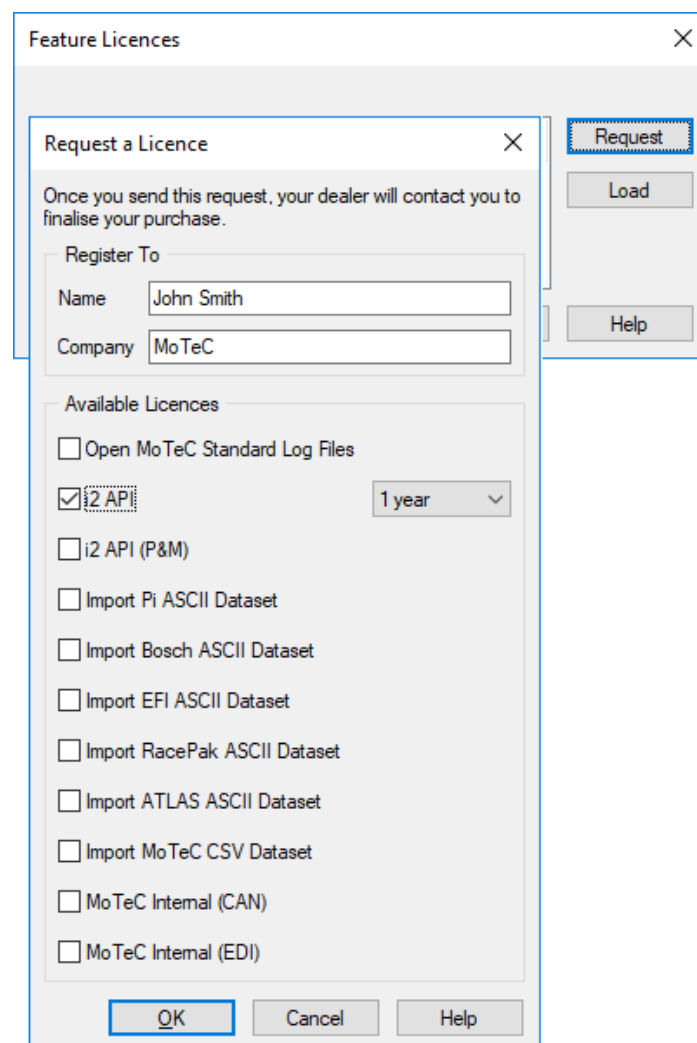 Feature Licences
Request
Load
Help
Request a Licence
Once you send this request, your dealer will contact you to
finalise your purchase.
Register To
Name John Smith
Company MoTeC
Available Licences
Open MoTeC Standard Log Files
i2 API 1 year
i2 API (P&M)
Import Pi ASCII Dataset
Import Bosch ASCII Dataset
Import EFI ASCII Dataset
Import RacePak ASCII Dataset
Import ATLAS ASCII Dataset
Import MoTeC CSV Dataset
MoTeC Internal (CAN)
MoTeC Internal (EDI)
OK Cancel Help